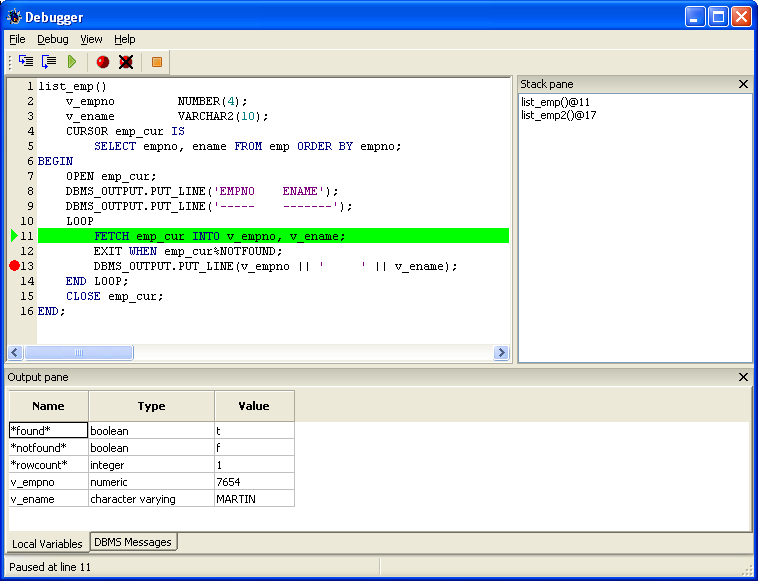 Debugger
File Debug View Help
Stack pane
1 list_emp()
2 v_empno NUMBER(4);
3 v_ename VARCHAR2(10);
4 CURSOR emp_cur IS
5 SELECT empno, ename FROM emp ORDER BY empno;
6 BEGIN
7 OPEN emp_cur;
8 DBMS_OUTPUT.PUT_LINE('EMPNO    ENAME');
9 DBMS_OUTPUT.PUT_LINE('-----    -------');
10 LOOP
11 FETCH emp_cur INTO v_empno, v_ename;
12 EXIT WHEN emp_cur%NOTFOUND;
13 DBMS_OUTPUT.PUT_LINE(v_empno || '     ' || v_ename);
14 END LOOP;
15 CLOSE emp_cur;
16 END;
list_emp()@11
list_emp2()@17
Output pane
Name Type Value
*found* boolean t
*notfound* boolean f
*rowcount* integer 1
v_empno numeric 7654
v_ename character varying MARTIN
Local Variables DBMS Messages
Paused at line 11